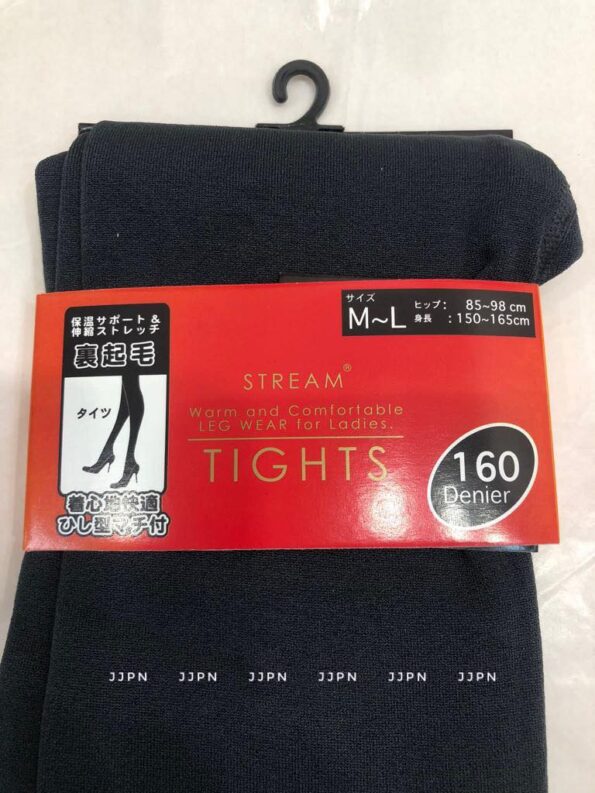 サイズ
M~L
ヒップ： 85~98 cm
身長 ：150~165cm
保温サポート &
伸縮ストレッチ
裏起毛
タイツ
着心地快適
ひし型マチ付
STREAM®
Warm and Comfortable
LEG WEAR for Ladies.
TIGHTS
160
Denier
JJPN JJPN JJPN JJPN JJPN JJPN